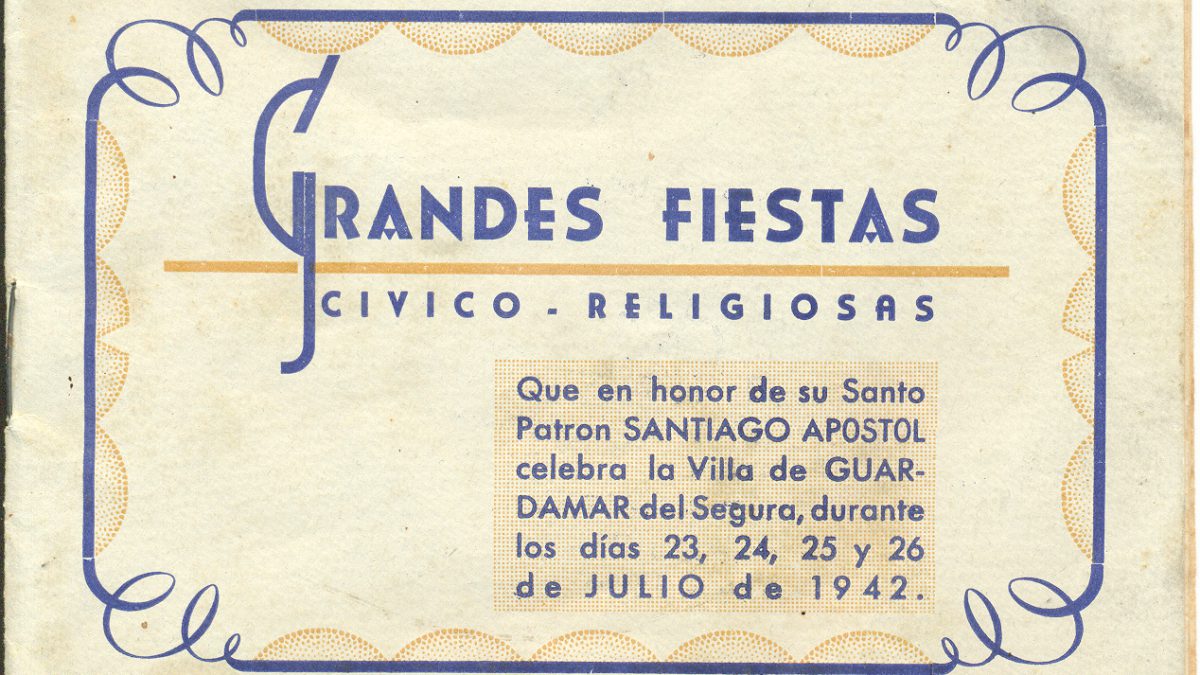 GRANDES FIESTAS
CIVICO - RELIGIOSAS
Que en honor de su Santo
Patron SANTIAGO APOSTOL
celebra la Villa de GUAR-
DAMAR del Segura, durante
los días 23, 24, 25 y 26
de JULIO de 1942.